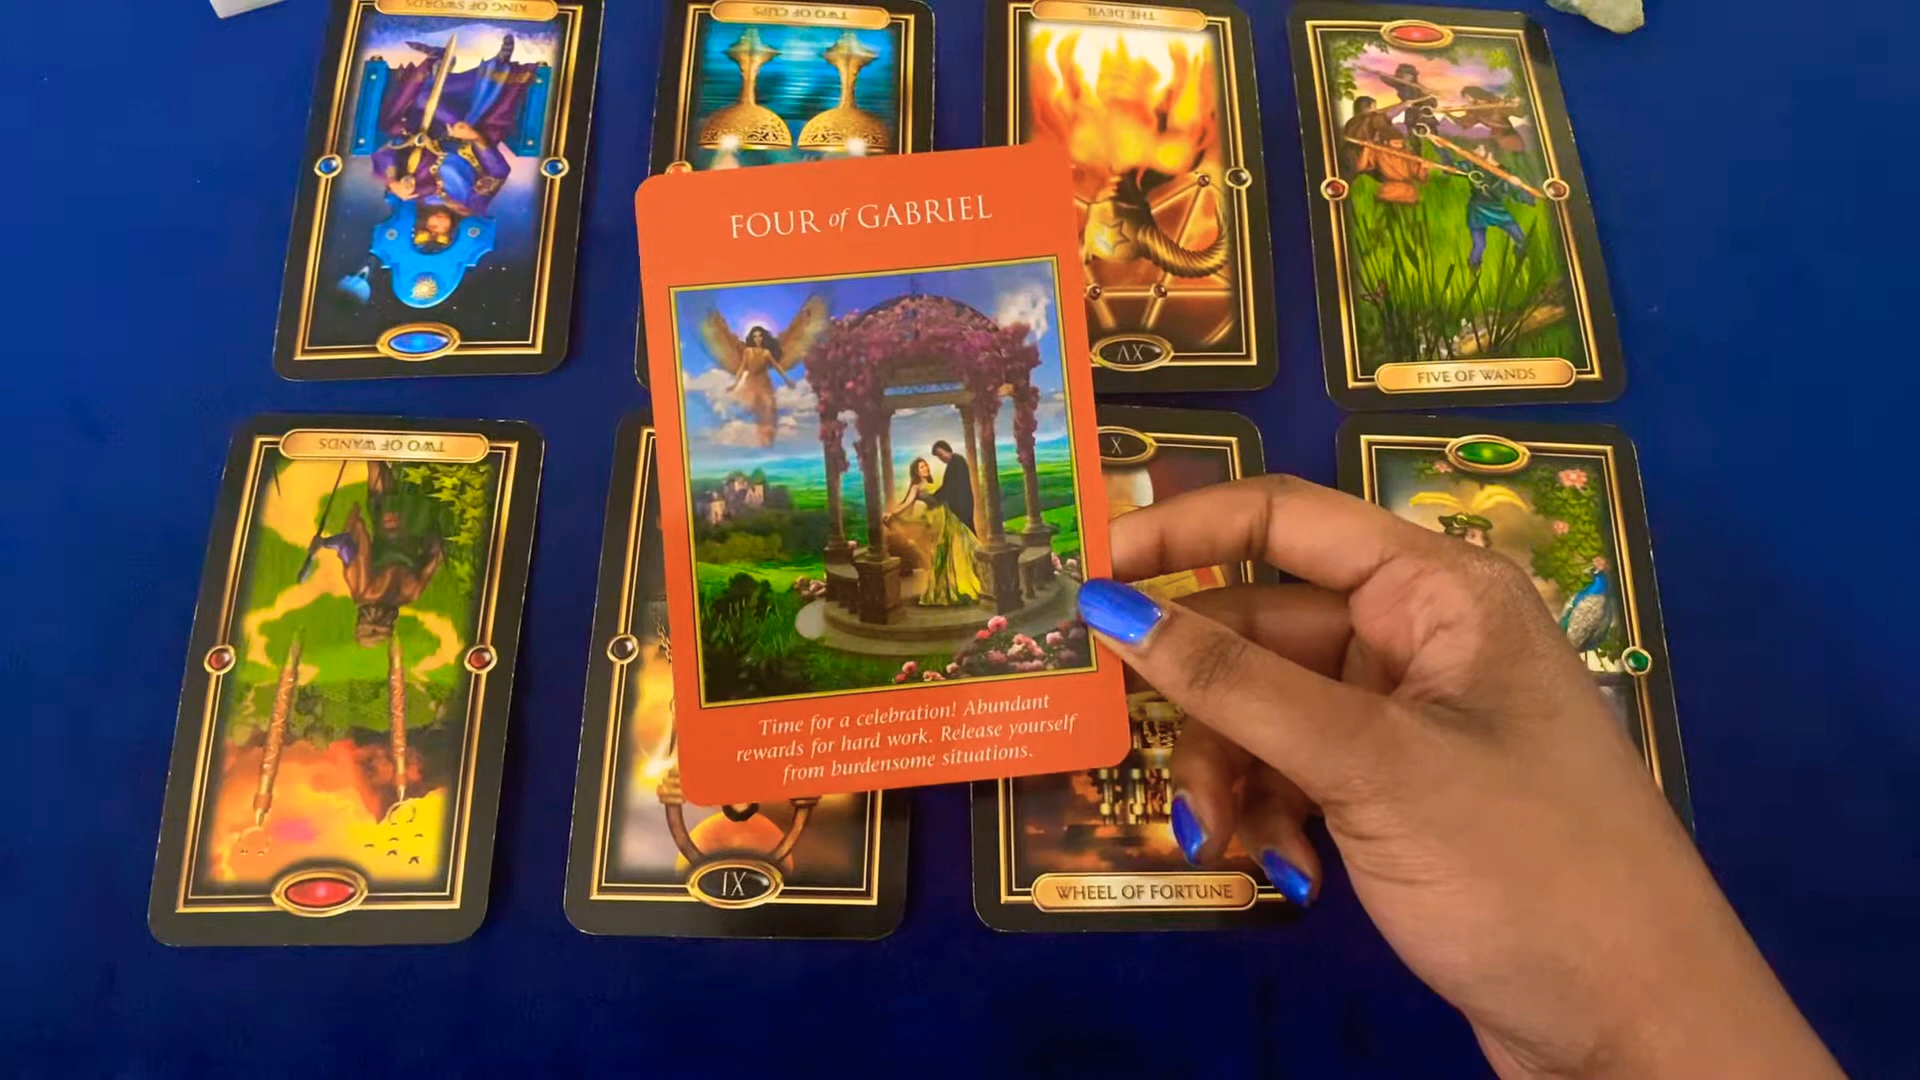 KING OF SWORDS
TWO OF CUPS
THE DEVIL
XV
FIVE OF WANDS
FOUR of GABRIEL
Time for a celebration! Abundant
rewards for hard work. Release yourself
from burdensome situations.
TWO OF WANDS
IX
X
WHEEL OF FORTUNE